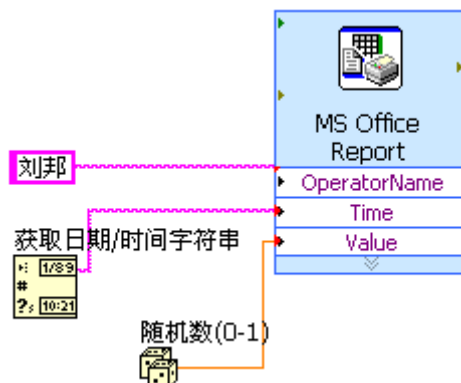 MS Office
Report
刘邦
OperatorName
Time
Value
获取日期/时间字符串
1/89
#
?
10:21
随机数(0-1)